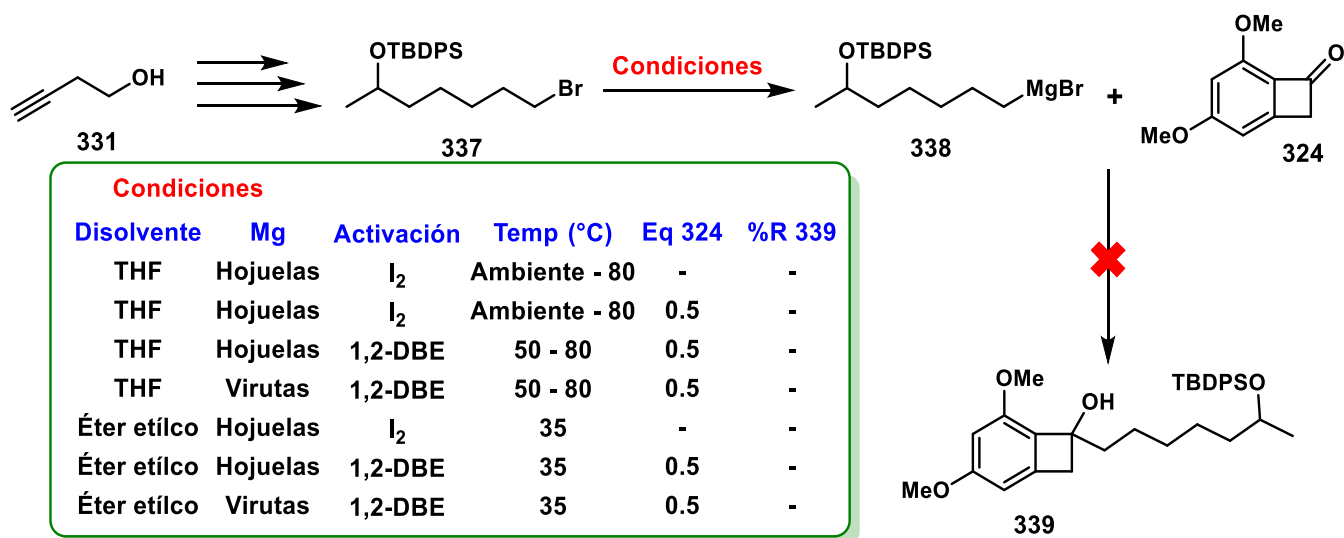 OTBDPS
OH
331
Br
337
Condiciones
OTBDPS
MgBr
338
+
OMe
O
MeO
324
Condiciones
Disolvente Mg Activación Temp (°C) Eq 324 %R 339
THF Hojuelas I₂ Ambiente - 80 - -
THF Hojuelas I₂ Ambiente - 80 0.5 -
THF Hojuelas 1,2-DBE 50 - 80 0.5 -
THF Virutas 1,2-DBE 50 - 80 0.5 -
Éter etílco Hojuelas I₂ 35 - -
Éter etílco Hojuelas 1,2-DBE 35 0.5 -
Éter etílco Virutas 1,2-DBE 35 0.5 -
OMe
OH
TBDPSO
MeO
339